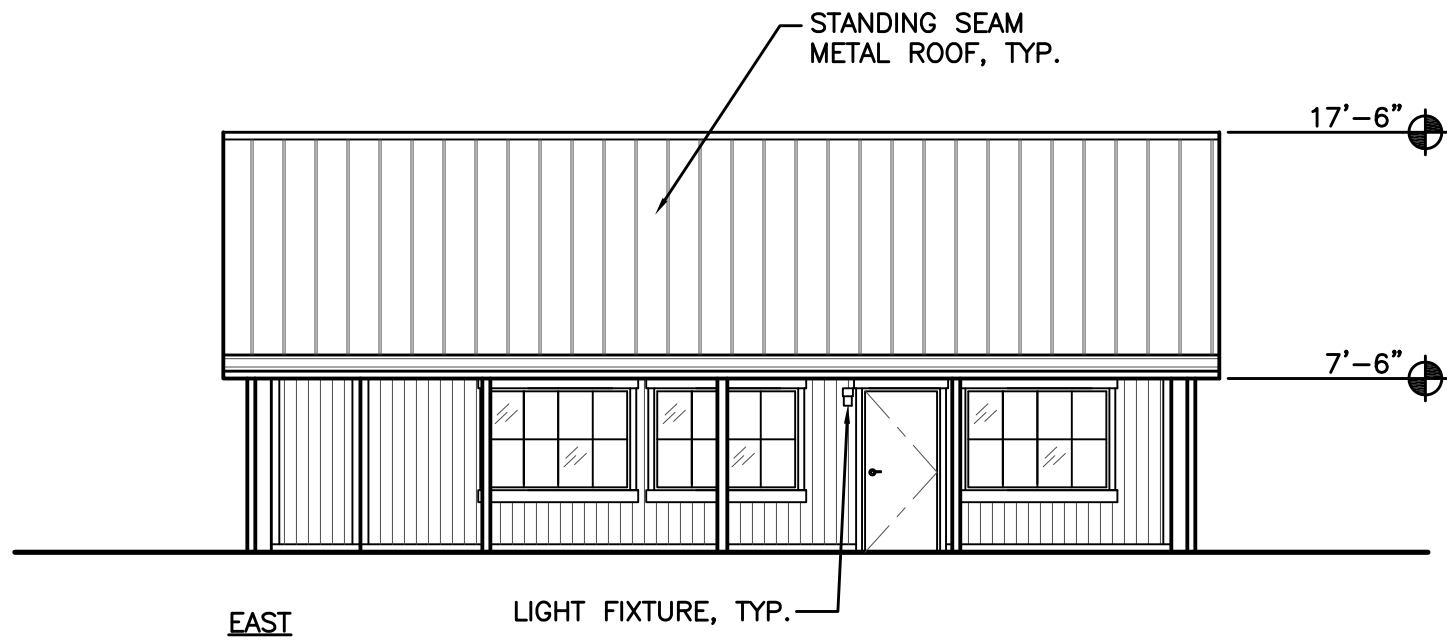 STANDING SEAM
METAL ROOF, TYP.
17'-6"
7'-6"
LIGHT FIXTURE, TYP.
EAST